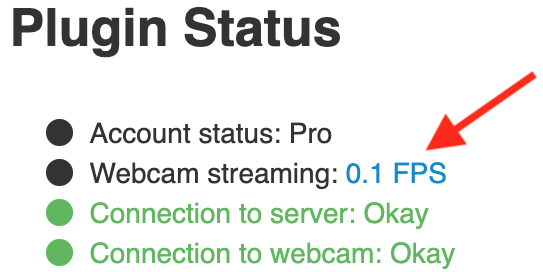 Plugin Status
Account status: Pro
Webcam streaming: 0.1 FPS
Connection to server: Okay
Connection to webcam: Okay